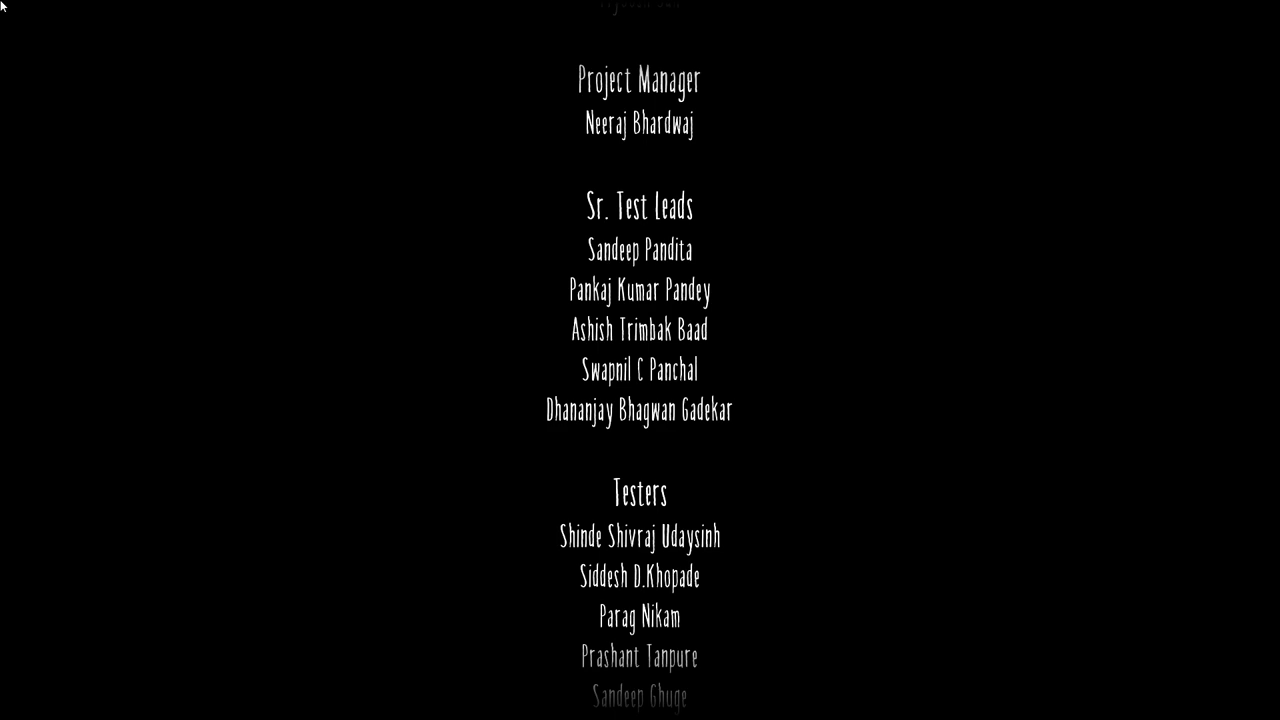 Project Manager
Neeraj Bhardwaj
Sr. Test Leads
Sandeep Pandita
Pankaj Kumar Pandey
Ashish Trimbak Baad
Swapnil C Panchal
Dhananjay Bhagwan Gadekar
Testers
Shinde Shivraj Udaysinh
Siddesh D.Khopade
Parag Nikam
Prashant Tanpure
Sandeep Ghuge